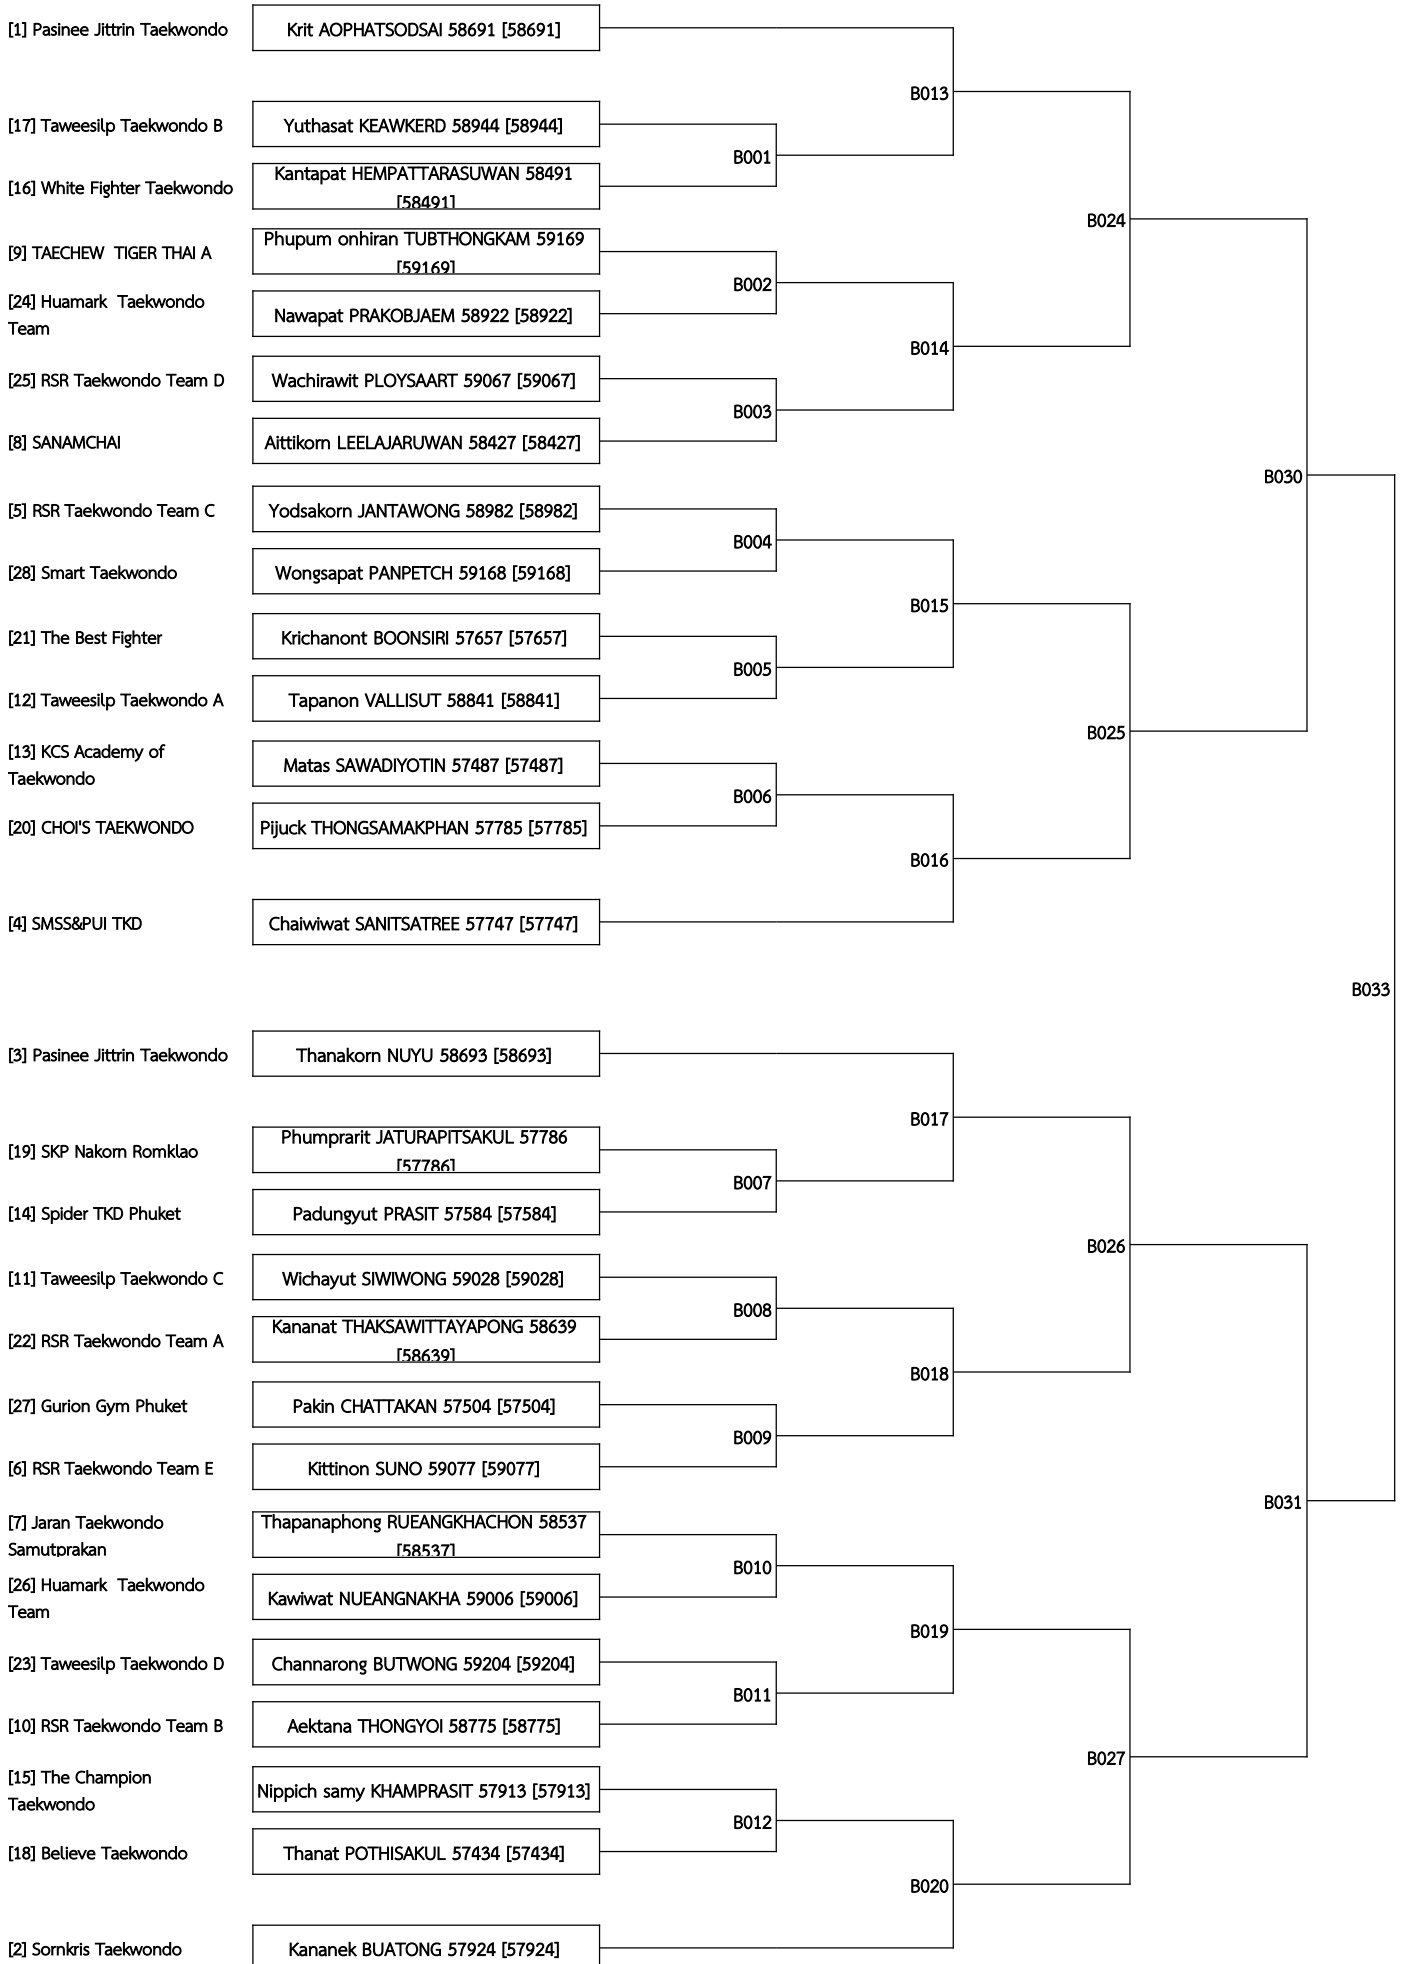 [1] Pasinee Jittrin Taekwondo
Krit AOPHATSODSAI 58691 [58691]
B013
[17] Taweesilp Taekwondo B
Yuthasat KEAWKERD 58944 [58944]
B001
[16] White Fighter Taekwondo
Kantapat HEMPATTARASUWAN 58491
[58491]
B024
[9] TAECHEW  TIGER THAI A
Phupum onhiran TUBTHONGKAM 59169
[59169]
B002
[24] Huamark  Taekwondo
Team
Nawapat PRAKOBJAEM 58922 [58922]
B014
[25] RSR Taekwondo Team D
Wachirawit PLOYSAART 59067 [59067]
B003
[8] SANAMCHAI
Aittikorn LEELAJARUWAN 58427 [58427]
B030
[5] RSR Taekwondo Team C
Yodsakorn JANTAWONG 58982 [58982]
B004
[28] Smart Taekwondo
Wongsapat PANPETCH 59168 [59168]
B015
[21] The Best Fighter
Krichanont BOONSIRI 57657 [57657]
B005
[12] Taweesilp Taekwondo A
Tapanon VALLISUT 58841 [58841]
B025
[13] KCS Academy of
Taekwondo
Matas SAWADIYOTIN 57487 [57487]
B006
[20] CHOI'S TAEKWONDO
Pijuck THONGSAMAKPHAN 57785 [57785]
B016
[4] SMSS&PUI TKD
Chaiwiwat SANITSATREE 57747 [57747]
B033
[3] Pasinee Jittrin Taekwondo
Thanakorn NUYU 58693 [58693]
B017
[19] SKP Nakorn Romklao
Phumprarit JATURAPITSAKUL 57786
[57786]
B007
[14] Spider TKD Phuket
Padungyut PRASIT 57584 [57584]
B026
[11] Taweesilp Taekwondo C
Wichayut SIWIWONG 59028 [59028]
B008
[22] RSR Taekwondo Team A
Kananat THAKSAWITTAYAPONG 58639
[58639]
B018
[27] Gurion Gym Phuket
Pakin CHATTAKAN 57504 [57504]
B009
[6] RSR Taekwondo Team E
Kittinon SUNO 59077 [59077]
B031
[7] Jaran Taekwondo
Samutprakan
Thapanaphong RUEANGKHACHON 58537
[58537]
B010
[26] Huamark  Taekwondo
Team
Kawiwat NUEANGNAKHA 59006 [59006]
B019
[23] Taweesilp Taekwondo D
Channarong BUTWONG 59204 [59204]
B011
[10] RSR Taekwondo Team B
Aektana THONGYOI 58775 [58775]
B027
[15] The Champion
Taekwondo
Nippich samy KHAMPRASIT 57913 [57913]
B012
[18] Believe Taekwondo
Thanat POTHISAKUL 57434 [57434]
B020
[2] Sornkris Taekwondo
Kananek BUATONG 57924 [57924]